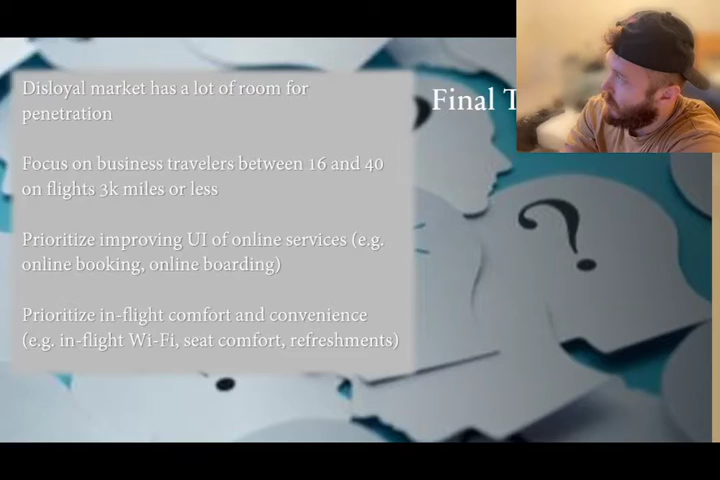 Final T
Disloyal market has a lot of room for
penetration
Focus on business travelers between 16 and 40
on flights 3k miles or less
Prioritize improving UI of online services (e.g.
online booking, online boarding)
Prioritize in-flight comfort and convenience
(e.g. in-flight Wi-Fi, seat comfort, refreshments)
?